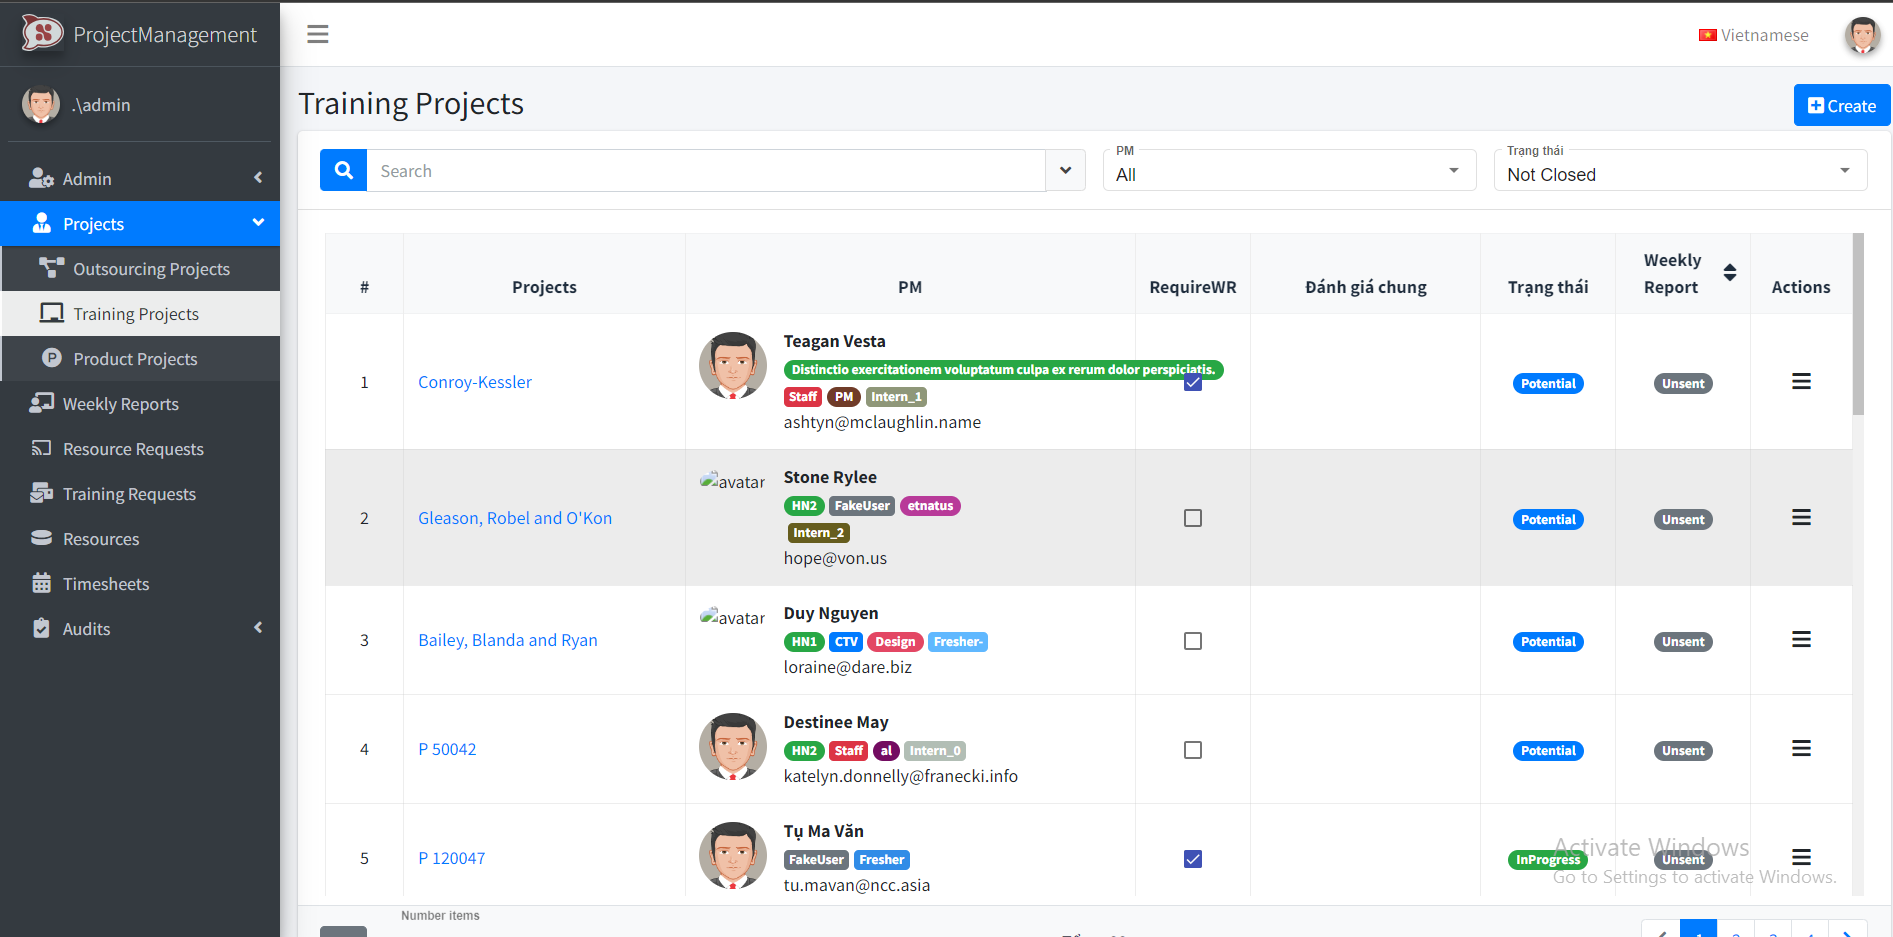 ProjectManagement
Vietnamese
.\admin
Admin
Projects
Outsourcing Projects
Training Projects
Product Projects
Weekly Reports
Resource Requests
Training Requests
Resources
Timesheets
Audits
Training Projects
Create
Search
PM
All
Trạng thái
Not Closed
# Projects PM RequireWR Đánh giá chung Trạng thái Weekly Report Actions
1 Conroy-Kessler
Teagan Vesta
Distinctio exercitationem voluptatum culpa ex rerum dolor perspiciatis.
Staff PM Intern_1
ashtyn@mclaughlin.name
Potential Unsent
2 Gleason, Robel and O'Kon
avatar
Stone Rylee
HN2 FakeUser etnatus
Intern_2
hope@von.us
Potential Unsent
3 Bailey, Blanda and Ryan
avatar
Duy Nguyen
HN1 CTV Design Fresher-
loraine@dare.biz
Potential Unsent
4 P 50042
Destinee May
HN2 Staff al Intern_0
katelyn.donnelly@franecki.info
Potential Unsent
5 P 120047
Tụ Ma Văn
FakeUser Fresher
tu.mavan@ncc.asia
InProgress Unsent
Activate Windows
Go to Settings to activate Windows.
Number items